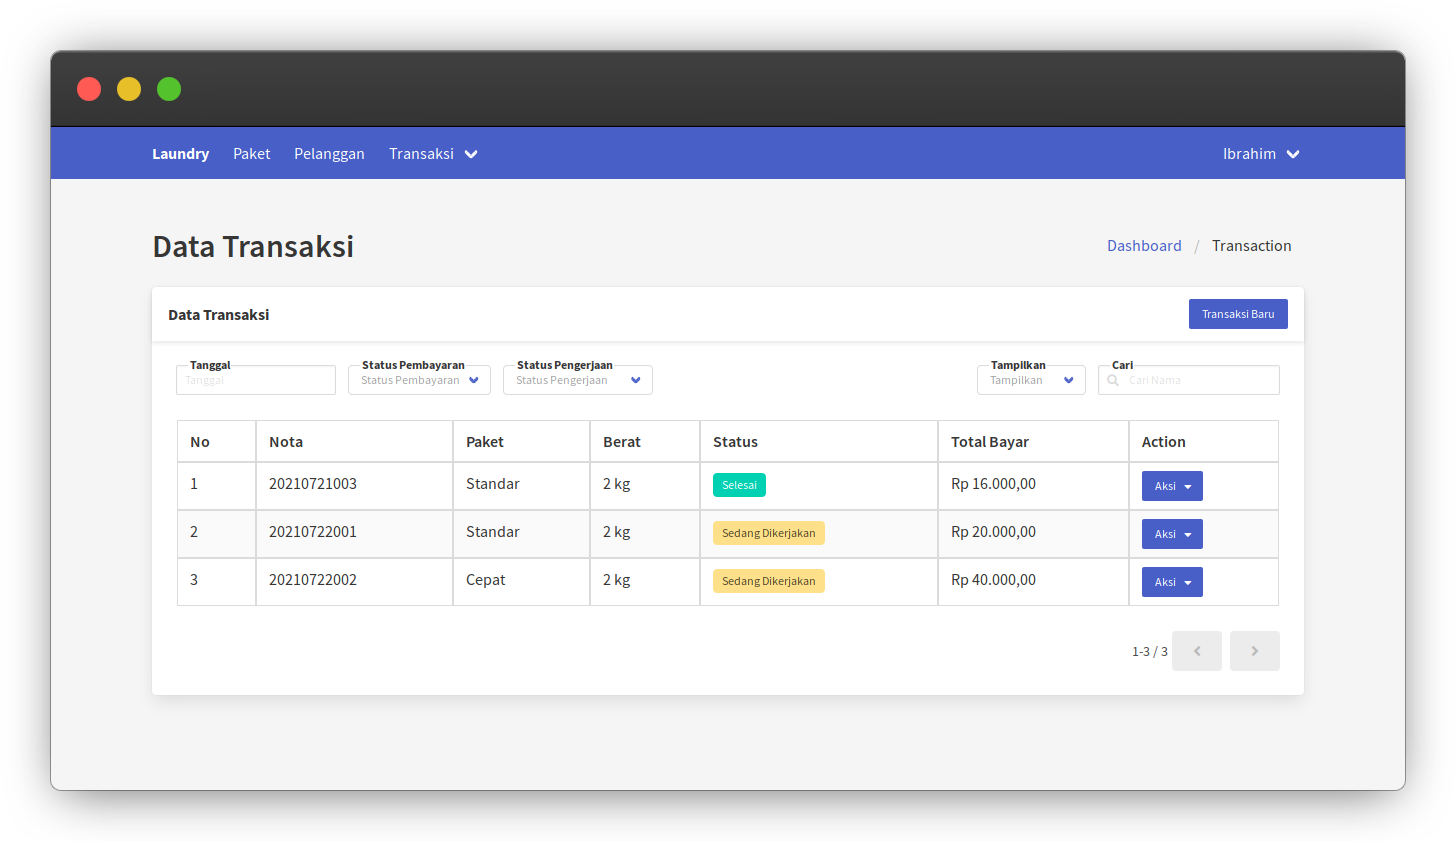 Laundry Paket Pelanggan Transaksi Ibrahim
Data Transaksi Dashboard / Transaction
Data Transaksi Transaksi Baru
Tanggal Status Pembayaran Status Pengerjaan Tampilkan Cari
Tanggal Status Pembayaran Status Pengerjaan Tampilkan Cari Nama
No Nota Paket Berat Status Total Bayar Action
1 20210721003 Standar 2 kg Selesai Rp 16.000,00 Aksi
2 20210722001 Standar 2 kg Sedang Dikerjakan Rp 20.000,00 Aksi
3 20210722002 Cepat 2 kg Sedang Dikerjakan Rp 40.000,00 Aksi
1-3 / 3